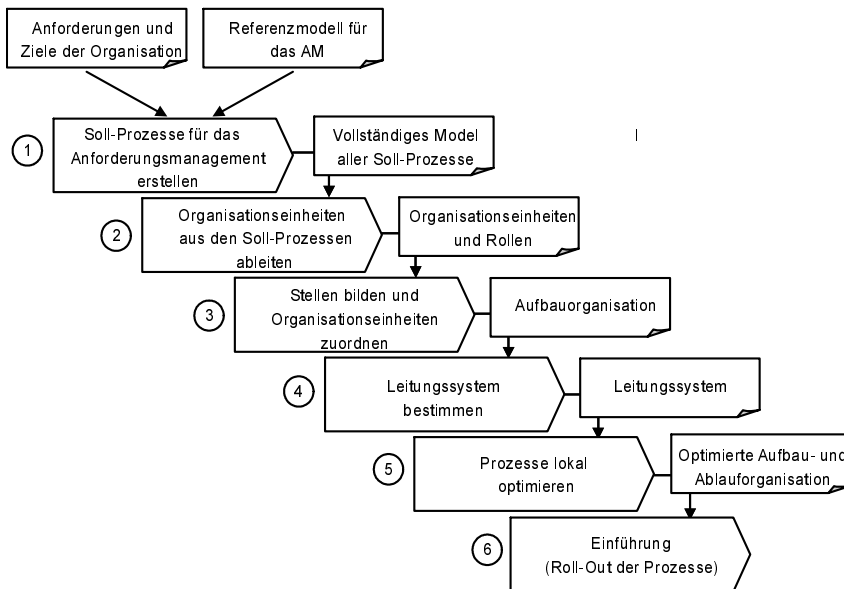 Anforderungen und
Ziele der Organisation
Referenzmodell für
das AM
1
Soll-Prozesse für das
Anforderungsmanagement
erstellen
Vollständiges Model
aller Soll-Prozesse
2
Organisationseinheiten
aus den Soll-Prozessen
ableiten
Organisationseinheiten
und Rollen
3
Stellen bilden und
Organisationseinheiten
zuordnen
Aufbauorganisation
4
Leitungssystem
bestimmen
Leitungssystem
5
Prozesse lokal
optimieren
Optimierte Aufbau- und
Ablauforganisation
6
Einführung
(Roll-Out der Prozesse)